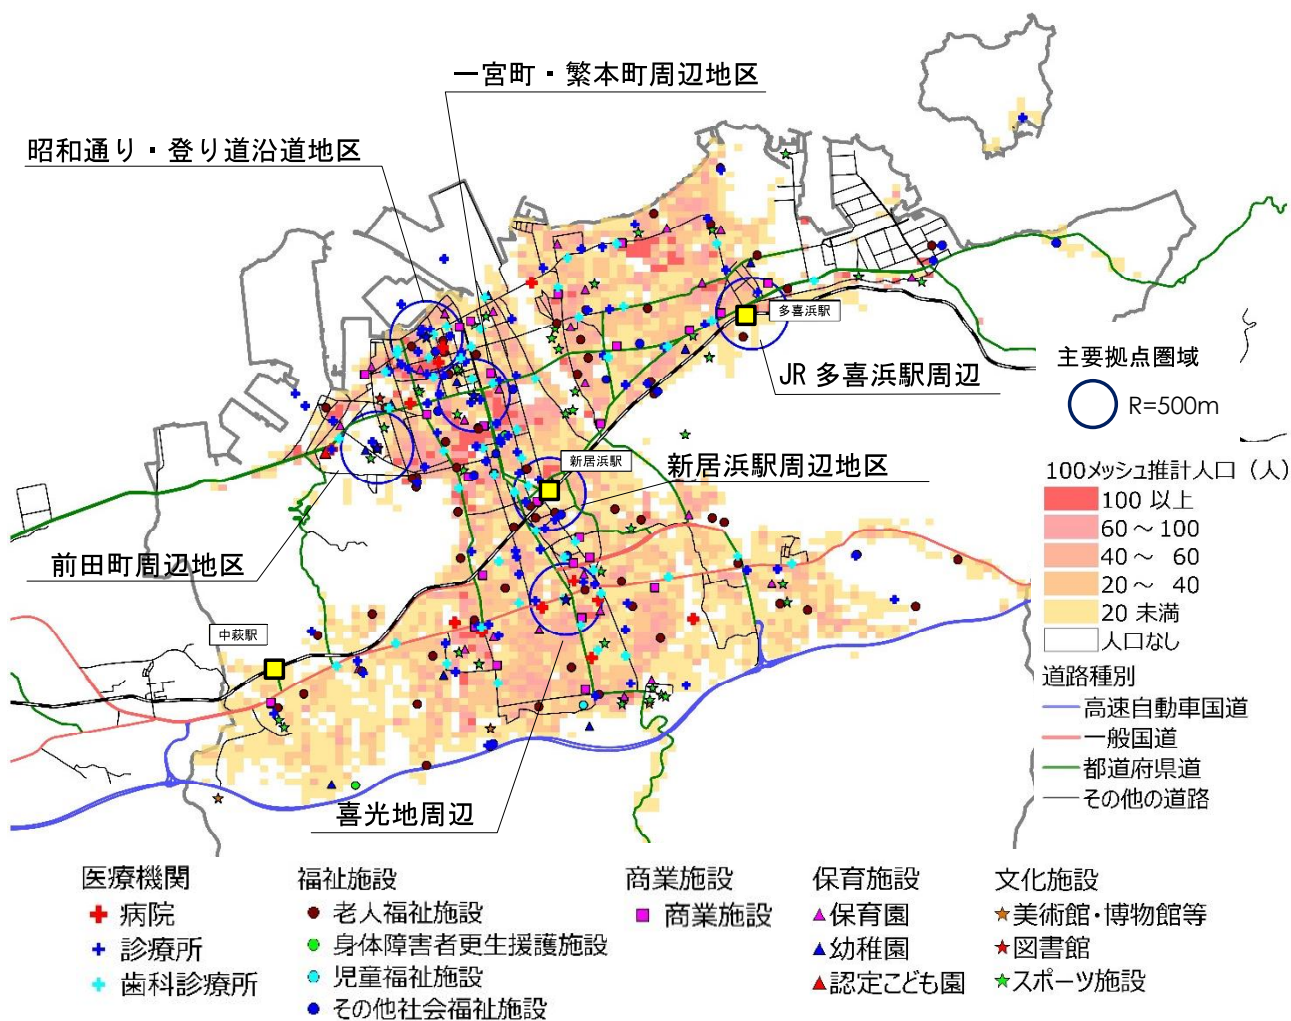 一宮町・繁本町周辺地区
昭和通り・登り道沿道地区
多喜浜駅
JR 多喜浜駅周辺
主要拠点圏域
R=500m
新居浜駅
新居浜駅周辺地区
前田町周辺地区
中萩駅
喜光地周辺
100メッシュ推計人口（人）
100 以上
60～100
40～ 60
20～ 40
20 未満
人口なし
道路種別
高速自動車国道
一般国道
都道府県道
その他の道路
医療機関
病院
診療所
歯科診療所
福祉施設
老人福祉施設
身体障害者更生援護施設
児童福祉施設
その他社会福祉施設
商業施設
商業施設
保育施設
保育園
幼稚園
認定こども園
文化施設
美術館・博物館等
図書館
スポーツ施設